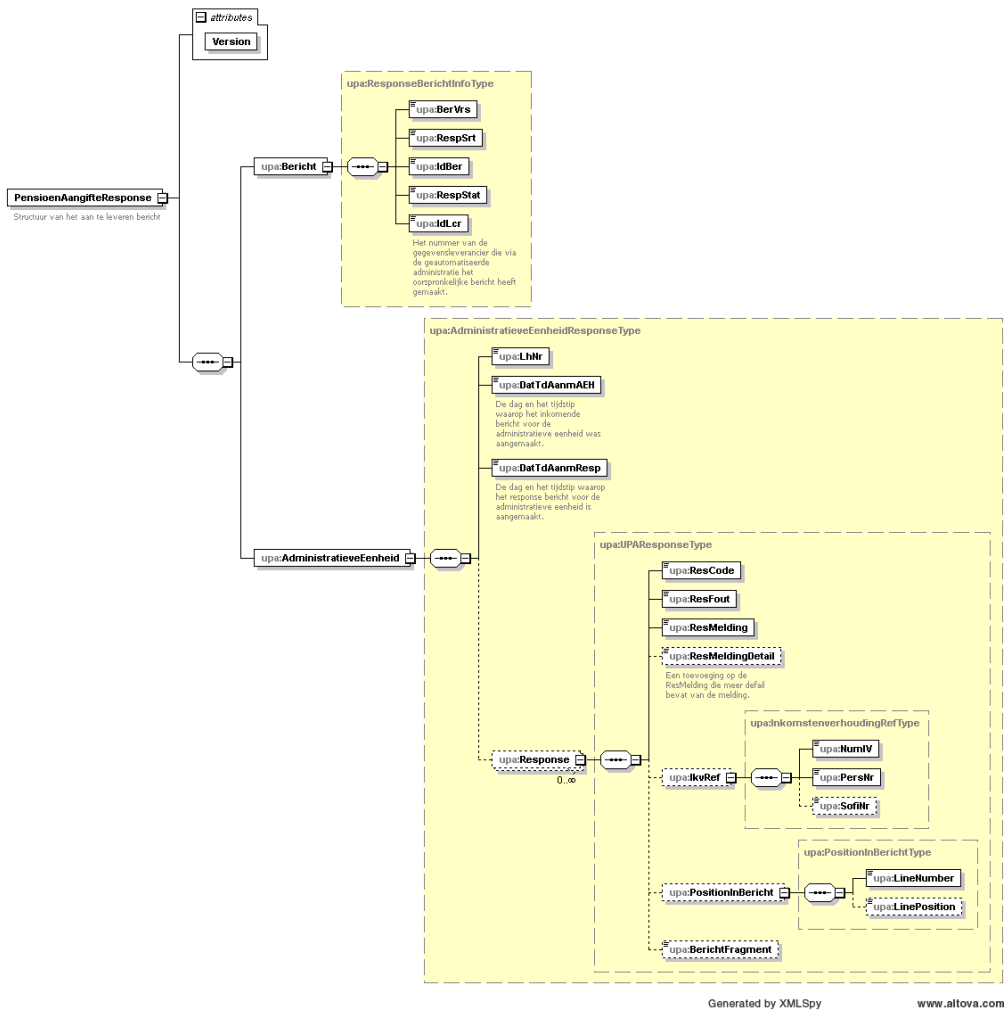 attributes
Version
upa:ResponseBerichtInfoType
upa:BerVrs
upa:RespSrt
upa:Bericht
upa:IdBer
upa:RespStat
PensioenAangifteResponse
Structuur van het aan te leveren bericht
upa:IdLcr
Het nummer van de
gegevensleverancier die via
de geautomatiseerde
administratie het
oorspronkelijke bericht heeft
gemaakt.
upa:AdministratieveEenheidResponseType
upa:LhNr
upa:DatTdAanmAEH
De dag en het tijdstip
waarop het inkomende
bericht voor de
administratieve eenheid was
aangemaakt.
upa:DatTdAanmResp
De dag en het tijdstip waarop
het response bericht voor de
administratieve eenheid is
aangemaakt.
upa:AdministratieveEenheid
upa:UPAResponseType
upa:ResCode
upa:ResFout
upa:ResMelding
upa:ResMeldingDetail
Een toevoeging op de
ResMelding die meer defail
bevat van de melding.
upa:InkomstenverhoudingRefType
upa:NumIV
upa:Response
0..∞
upa:IkvRef
upa:PersNr
upa:SofiNr
upa:PositionInBerichtType
upa:LineNumber
upa:PositionInBericht
upa:LinePosition
upa:BerichtFragment
Generated by XMLSpy
www.altova.com